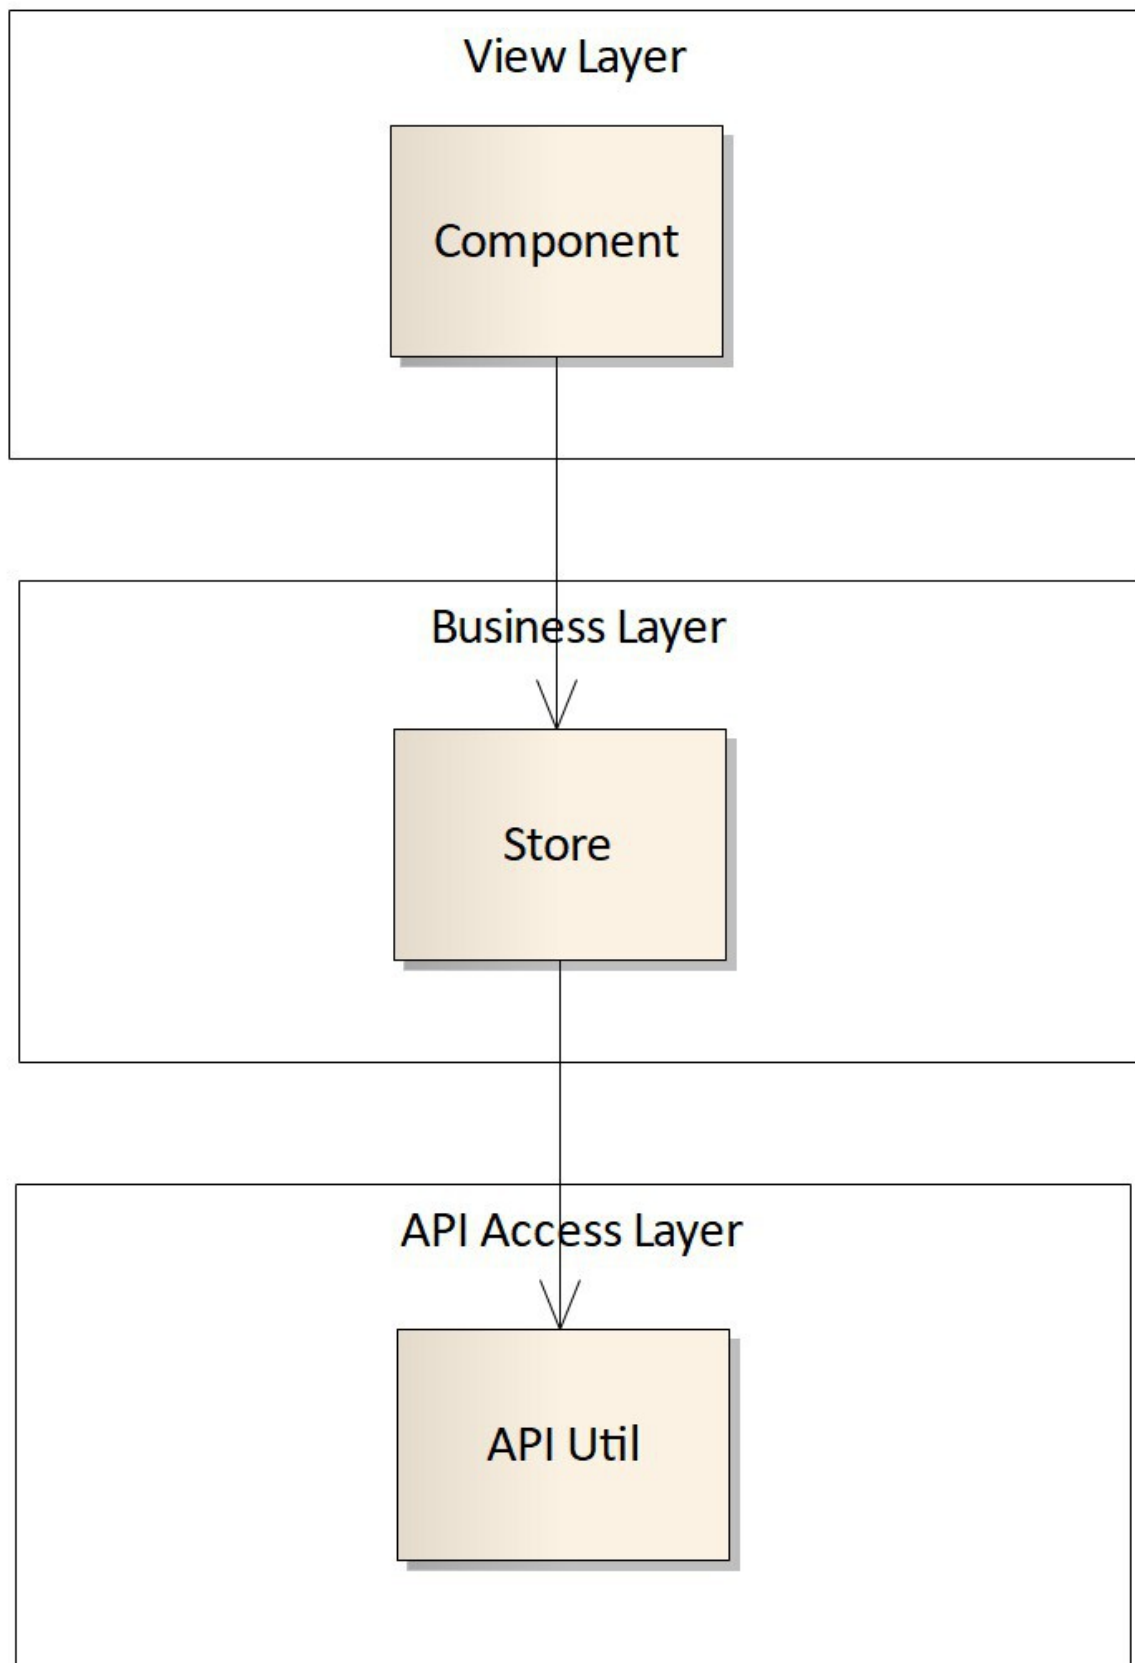 View Layer
Component
Business Layer
Store
API Access Layer
API Util